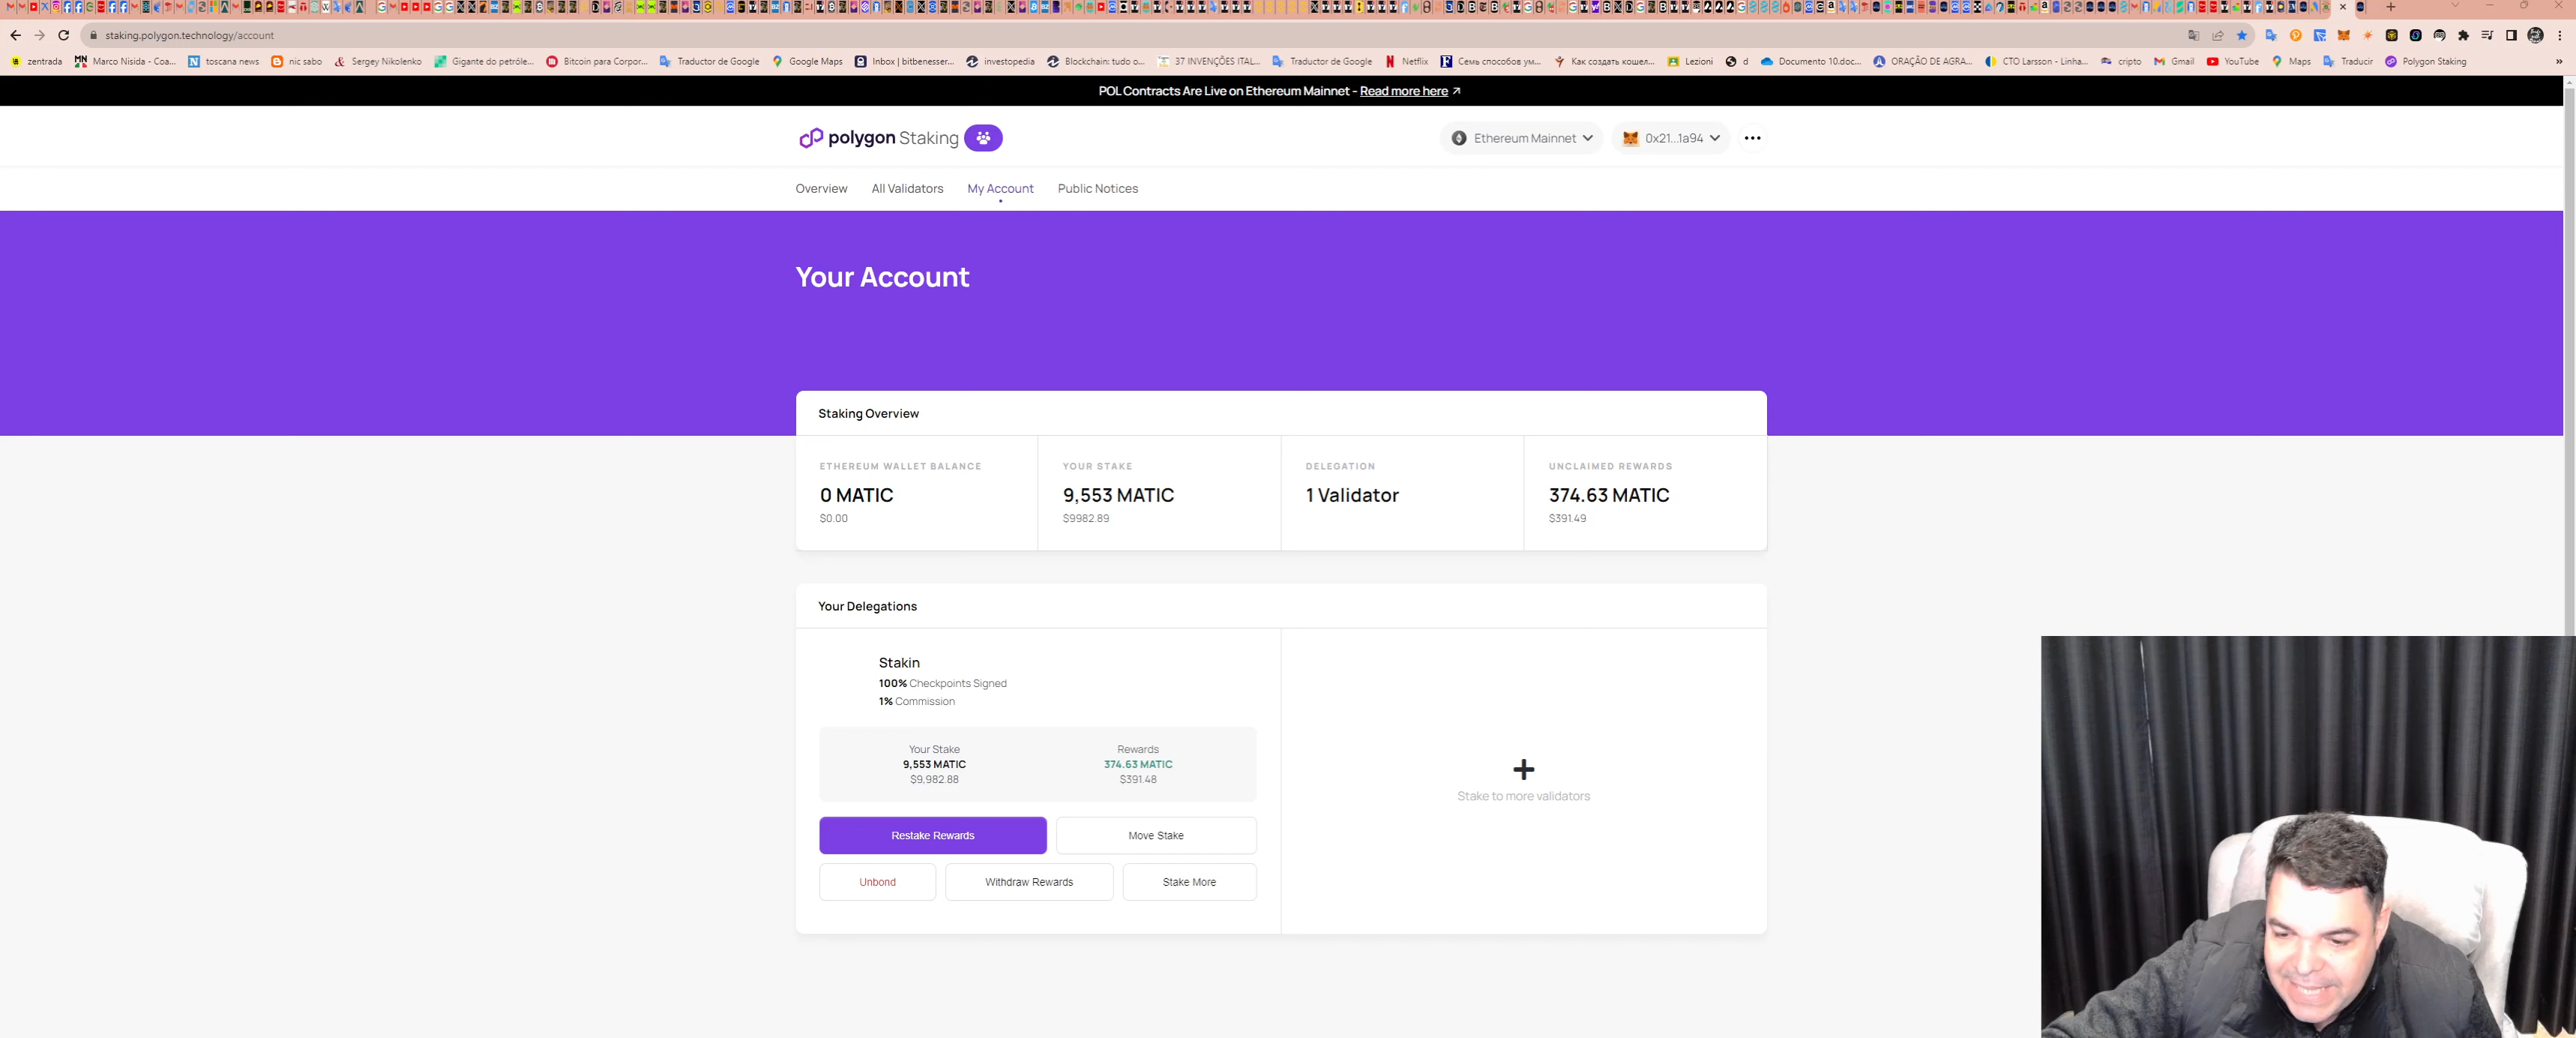 staking.polygon.technology/account
zentrada MN Marco Nisida - Coa... toscana news nic sabo Sergey Nikolenko Gigante do petróle... Bitcoin para Corpor... Traductor de Google Google Maps Inbox | bitbenesser... investopedia Blockchain: tudo o... 37 INVENÇÕES ITAL... Traductor de Google Netflix Семь способов ум... Как создать кошел... Lezioni d Documento 10.doc... ORAÇÃO DE AGRA... CTO Larsson - Linha... cripto Gmail YouTube Maps Traducir Polygon Staking »
POL Contracts Are Live on Ethereum Mainnet - Read more here ↗
polygon Staking
Ethereum Mainnet 0x21...1a94
Overview All Validators My Account Public Notices
Your Account
Staking Overview
ETHEREUM WALLET BALANCE YOUR STAKE DELEGATION UNCLAIMED REWARDS
0 MATIC 9,553 MATIC 1 Validator 374.63 MATIC
$0.00 $9982.89 $391.49
Your Delegations
Stakin
100% Checkpoints Signed
1% Commission
Your Stake Rewards
9,553 MATIC 374.63 MATIC
$9,982.88 $391.48
Stake to more validators
Restake Rewards Move Stake
Unbond Withdraw Rewards Stake More